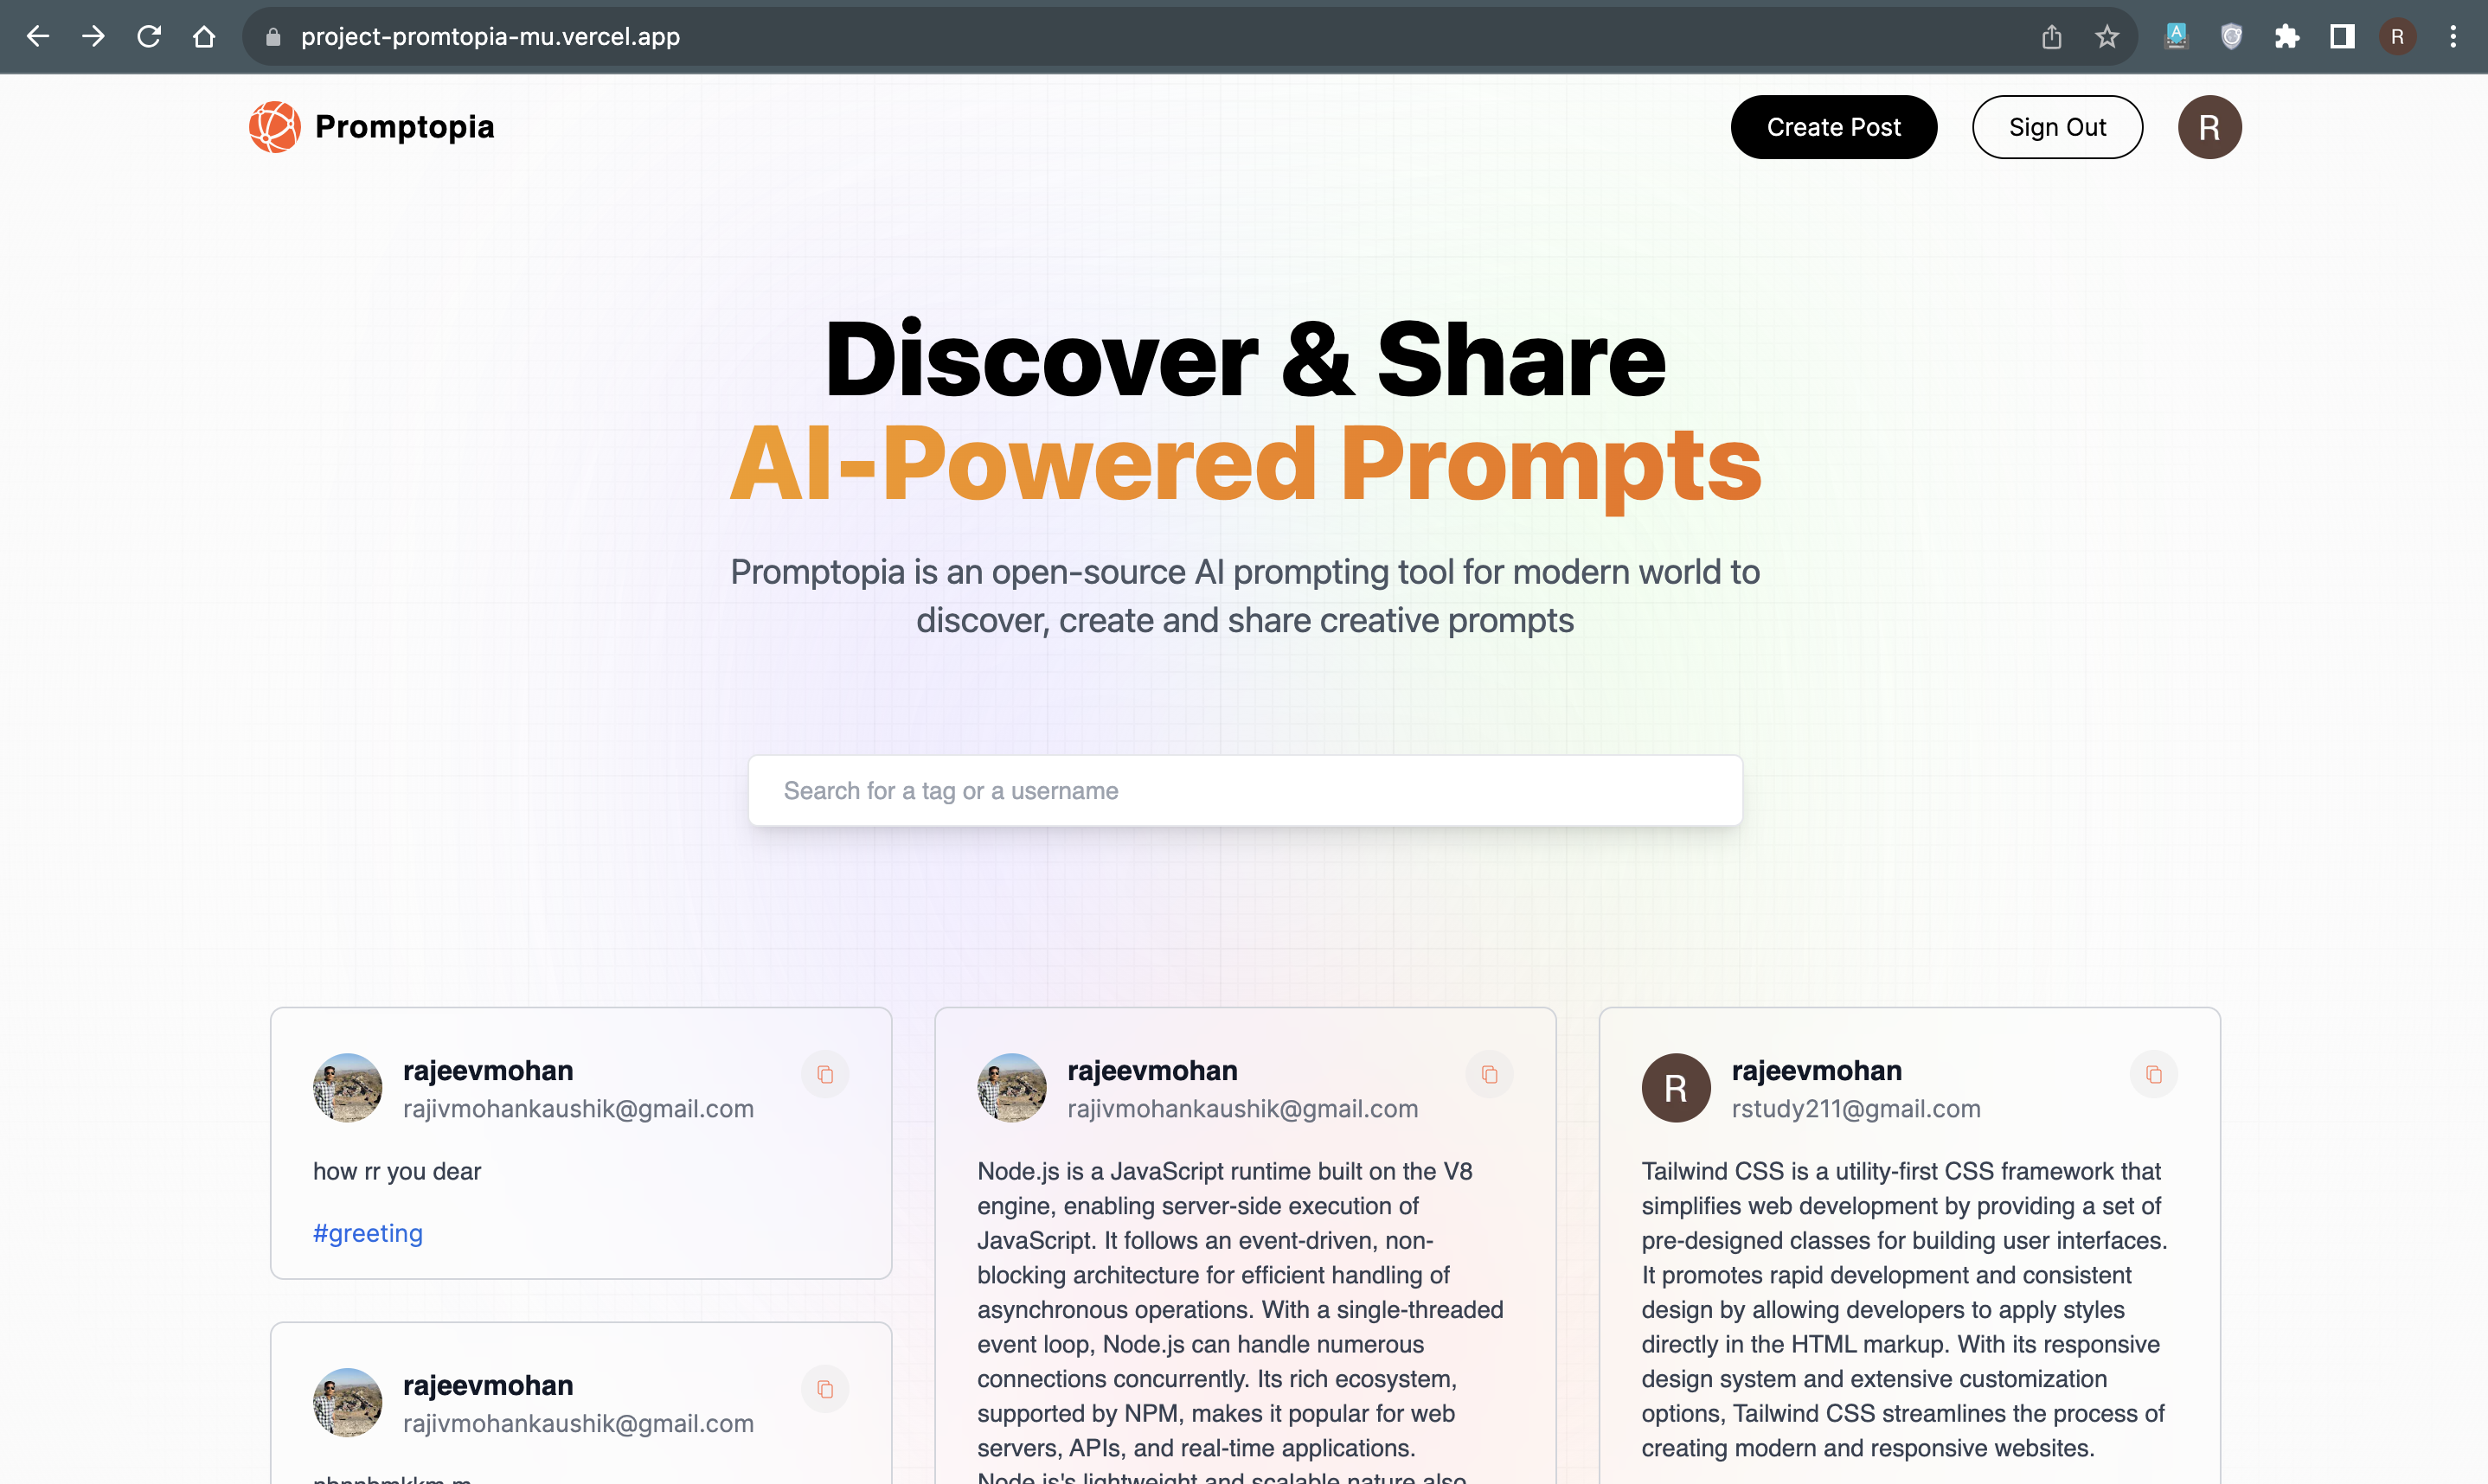 project-promtopia-mu.vercel.app
A
R
Promptopia
Create Post
Sign Out
R
Discover & Share
AI-Powered Prompts
Promptopia is an open-source AI prompting tool for modern world to
discover, create and share creative prompts
Search for a tag or a username
rajeevmohan
rajivmohankaushik@gmail.com
how rr you dear
#greeting
rajeevmohan
rajivmohankaushik@gmail.com
rajeevmohan
rajivmohankaushik@gmail.com
Node.js is a JavaScript runtime built on the V8
engine, enabling server-side execution of
JavaScript. It follows an event-driven, non-
blocking architecture for efficient handling of
asynchronous operations. With a single-threaded
event loop, Node.js can handle numerous
connections concurrently. Its rich ecosystem,
supported by NPM, makes it popular for web
servers, APIs, and real-time applications.
Node.js's lightweight and scalable nature also
R
rajeevmohan
rstudy211@gmail.com
Tailwind CSS is a utility-first CSS framework that
simplifies web development by providing a set of
pre-designed classes for building user interfaces.
It promotes rapid development and consistent
design by allowing developers to apply styles
directly in the HTML markup. With its responsive
design system and extensive customization
options, Tailwind CSS streamlines the process of
creating modern and responsive websites.